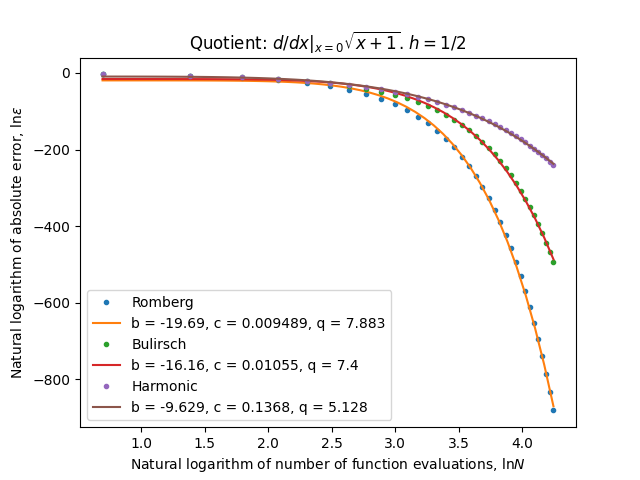 Quotient: $d/dx|_{x=0}\sqrt{x+1}$. $h = 1/2$
Natural logarithm of absolute error, lnε
0
−200
−400
−600
−800
Romberg
b = -19.69, c = 0.009489, q = 7.883
Bulirsch
b = -16.16, c = 0.01055, q = 7.4
Harmonic
b = -9.629, c = 0.1368, q = 5.128
1.0 1.5 2.0 2.5 3.0 3.5 4.0
Natural logarithm of number of function evaluations, lnN